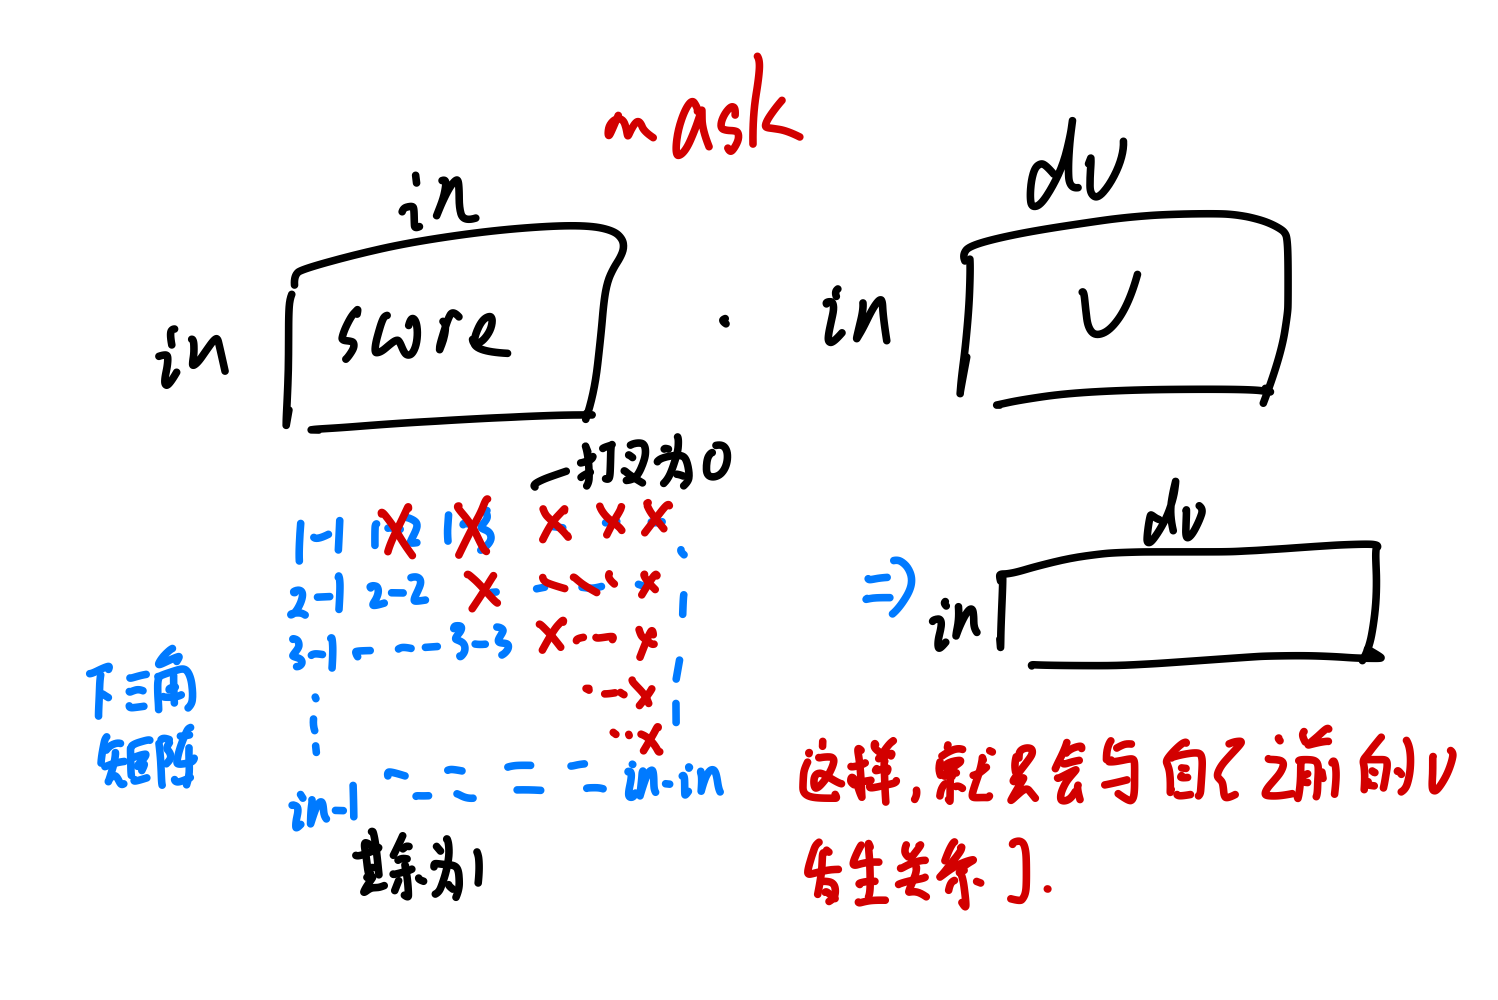 mask
in
dv
in
score
·
in
V
打叉为0
1-1 1-2 1-3 x x x
2-1 2-2 x x
3-1 - - - 3-3 x - - x
下三角
矩阵
in-1 in-in
其余为1
dv
=>
in
这样,就只会与自己之前的V
产生关系了.